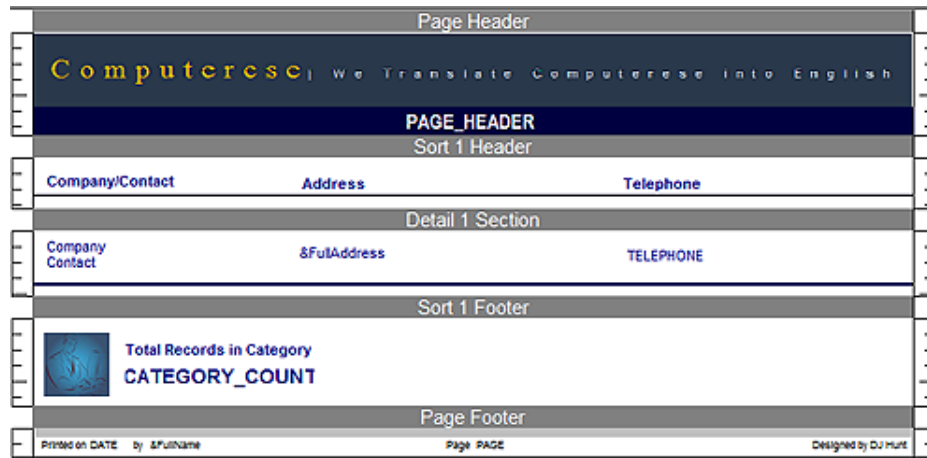 Page Header
Computerese| We Translate Computerese into English
PAGE_HEADER
Sort 1 Header
Company/Contact Address Telephone
Detail 1 Section
Company &FullAddress TELEPHONE
Contact
Sort 1 Footer
Total Records in Category
CATEGORY_COUNT
Page Footer
Printed on DATE by &FullName Page PAGE Designed by DJ Hunt